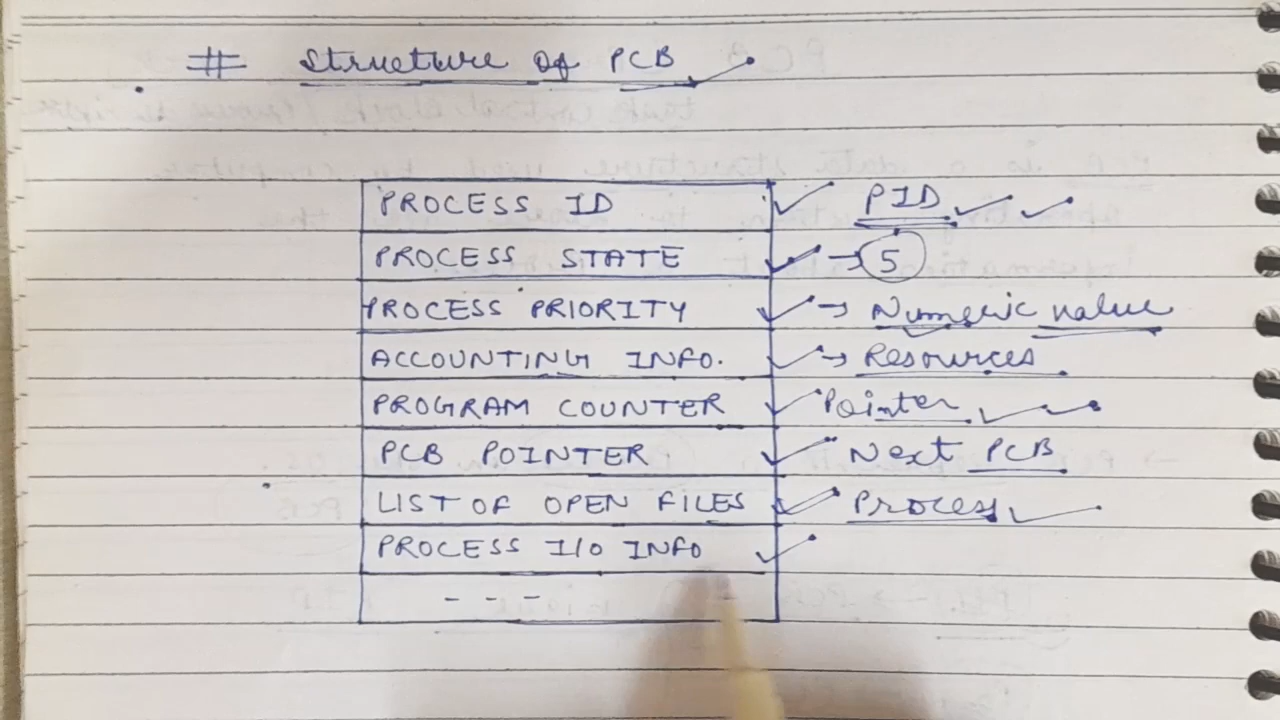 # Structure of PCB
PROCESS ID PID
PROCESS STATE → 5
PROCESS PRIORITY → Numeric value
ACCOUNTING INFO. → Resources
PROGRAM COUNTER Pointer
PCB POINTER Next PCB
LIST OF OPEN FILES Process
PROCESS I/O INFO
- - -